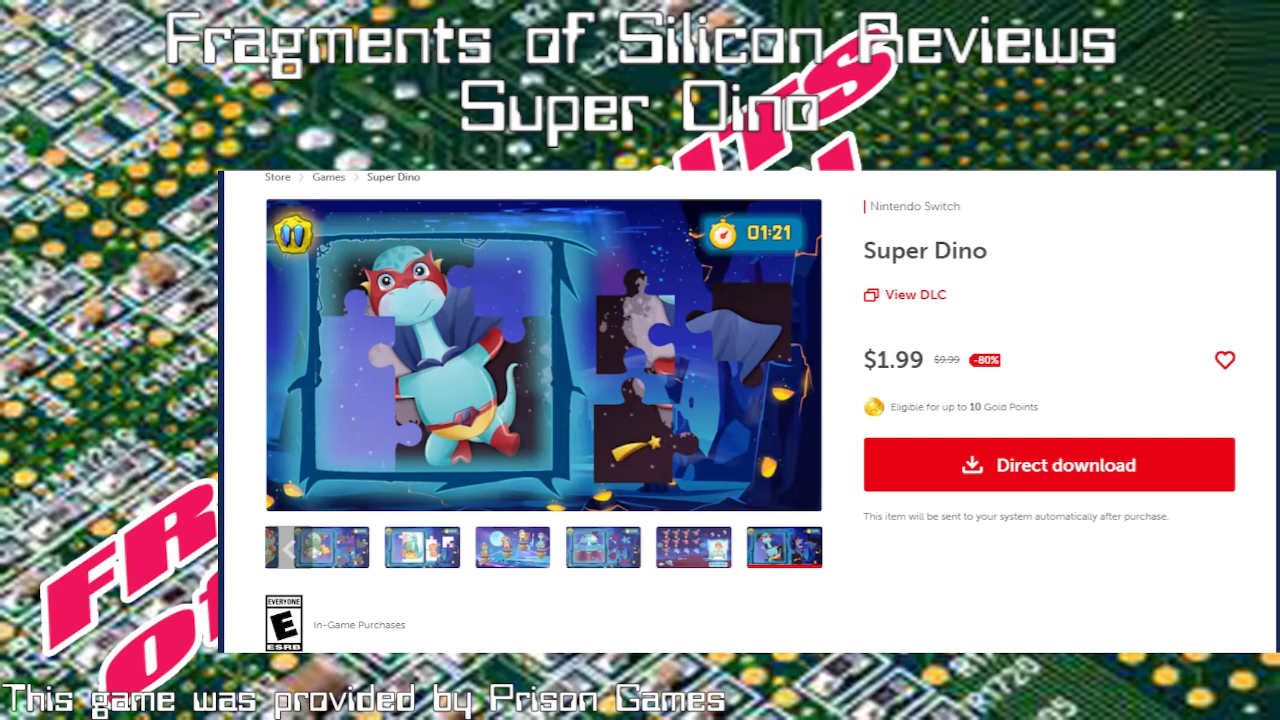 Fragments of Silicon Reviews
Super Dino
Store > Games > Super Dino
01:21
Nintendo Switch
Super Dino
View DLC
$1.99 $9.99 -80%
Eligible for up to 10 Gold Points
Direct download
This item will be sent to your system automatically after purchase.
EVERYONE
E
ESRB
In-Game Purchases
FR
Of
This game was provided by Prison Games